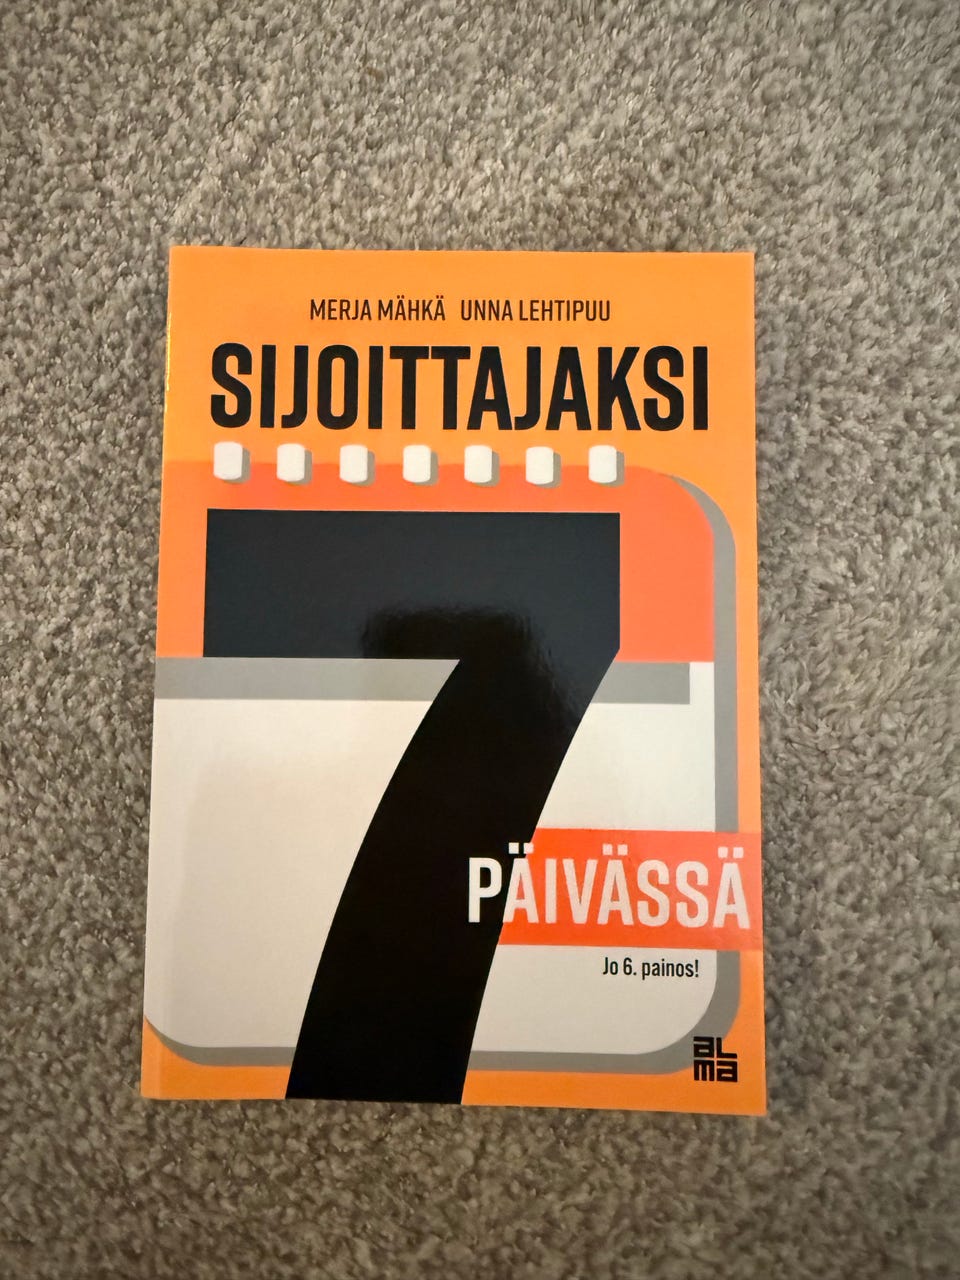 MERJA MÄHKÄ UNNA LEHTIPUU
SIJOITTAJAKSI
7
PÄIVÄSSÄ
Jo 6. painos!
aL
ma